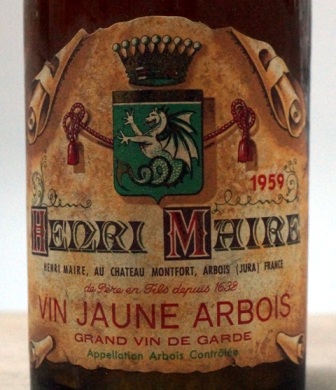 1959
HENRI MAIRE
HENRI MAIRE, AU CHATEAU MONTFORT, ARBOIS (JURA) FRANCE
de Père en Fils depuis 1632
VIN JAUNE ARBOIS
GRAND VIN DE GARDE
Appellation Arbois Contrôlée